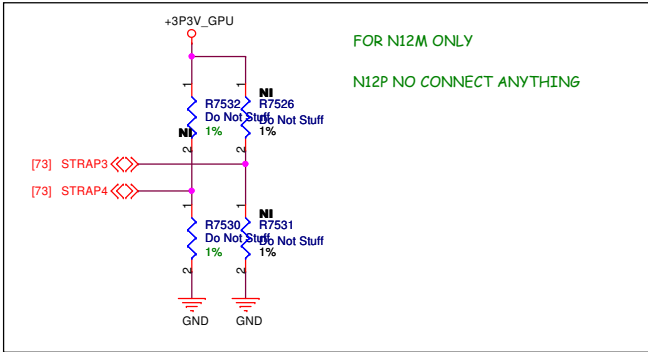 +3P3V_GPU
FOR N12M ONLY
N12P NO CONNECT ANYTHING
1
1
NI
R7532
R7526
Do Not Stuff
Do Not Stuff
NI
1%
1%
2
2
[73] STRAP3
[73] STRAP4
1
1
NI
R7530
R7531
Do Not Stuff
Do Not Stuff
1%
1%
2
2
GND
GND